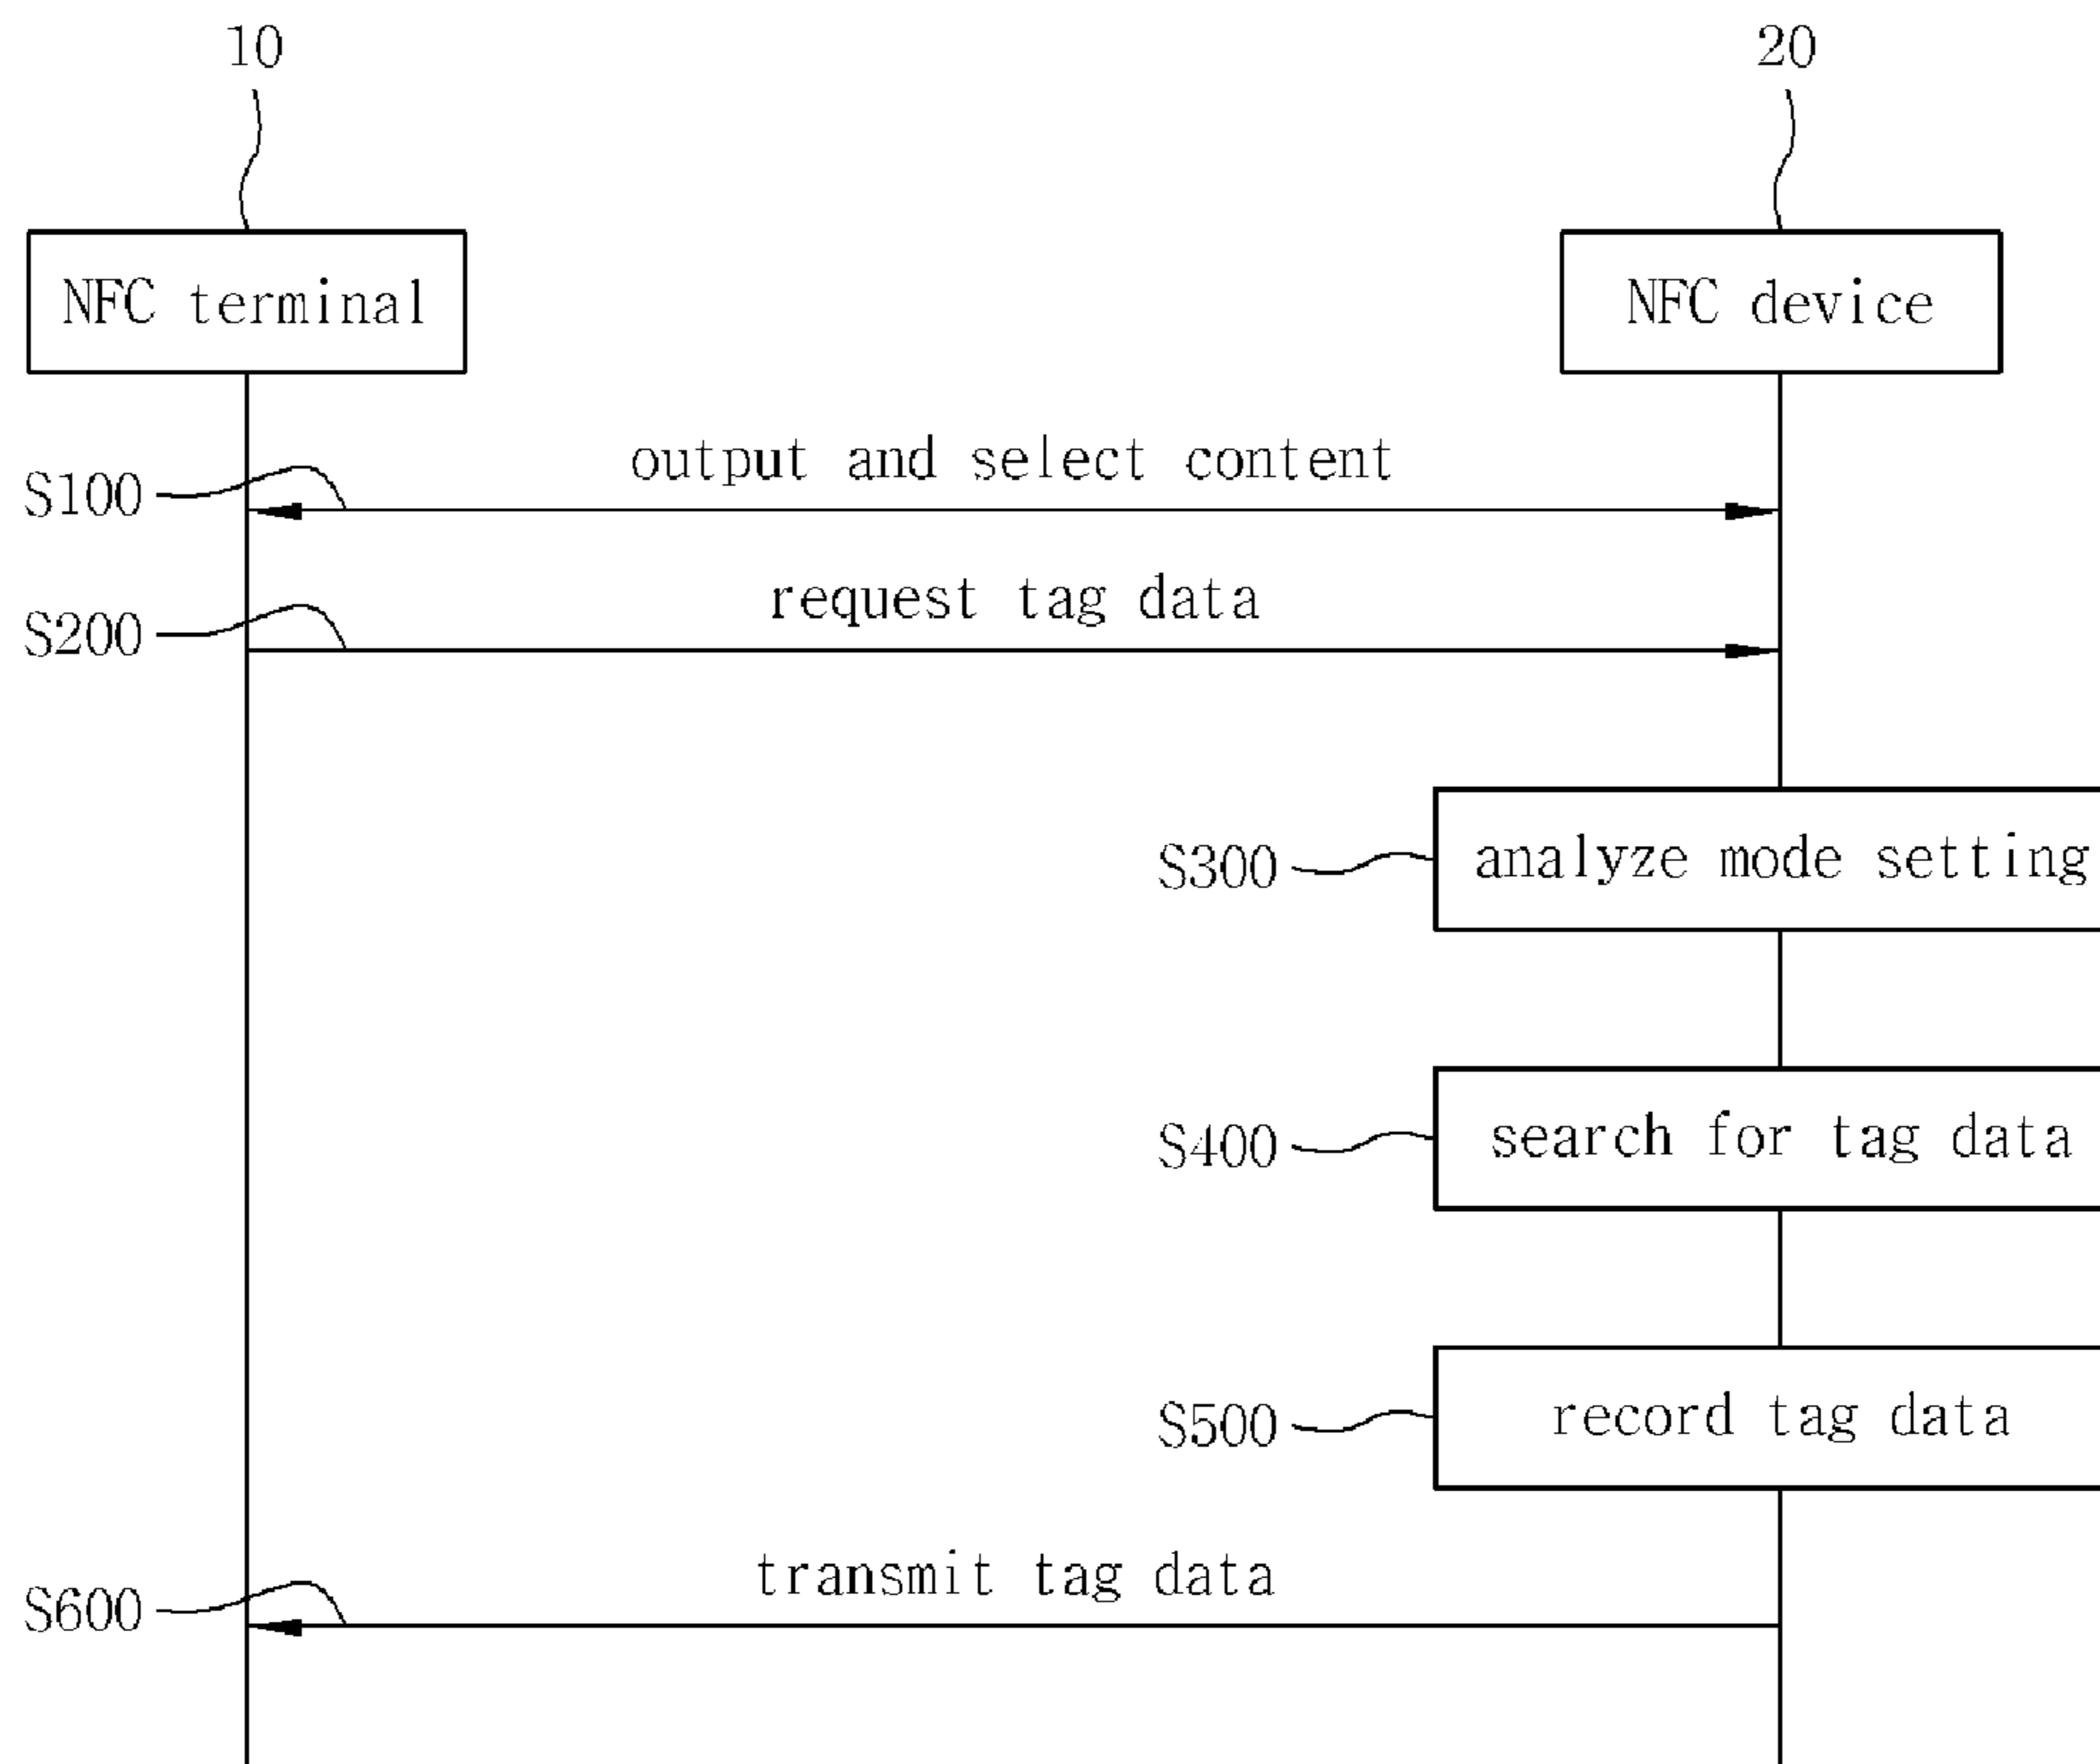 10
20
NFC terminal
NFC device
output and select content
S100
request tag data
S200
S300
analyze mode setting
S400
search for tag data
S500
record tag data
transmit tag data
S600